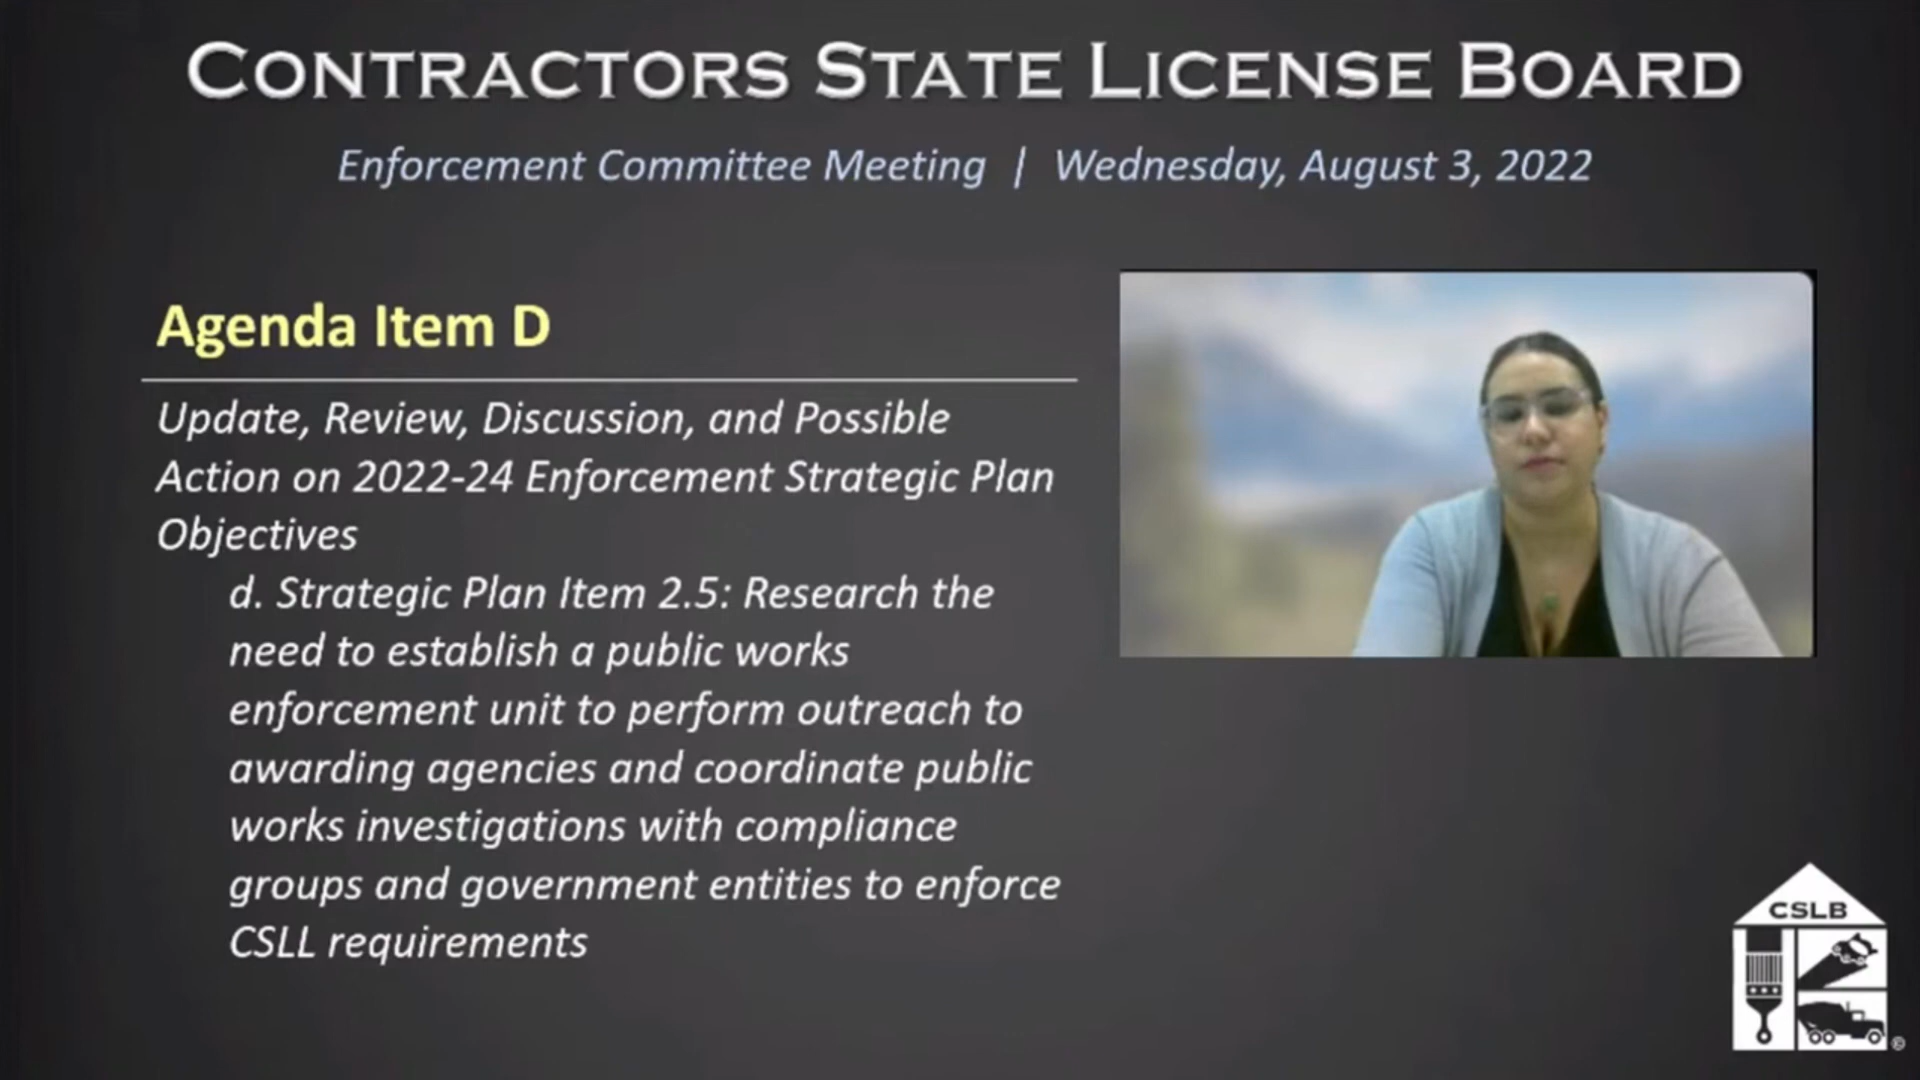 CONTRACTORS STATE LICENSE BOARD
Enforcement Committee Meeting | Wednesday, August 3, 2022
Agenda Item D
Update, Review, Discussion, and Possible
Action on 2022-24 Enforcement Strategic Plan
Objectives
d. Strategic Plan Item 2.5: Research the
need to establish a public works
enforcement unit to perform outreach to
awarding agencies and coordinate public
works investigations with compliance
groups and government entities to enforce
CSLL requirements
CSLB
©